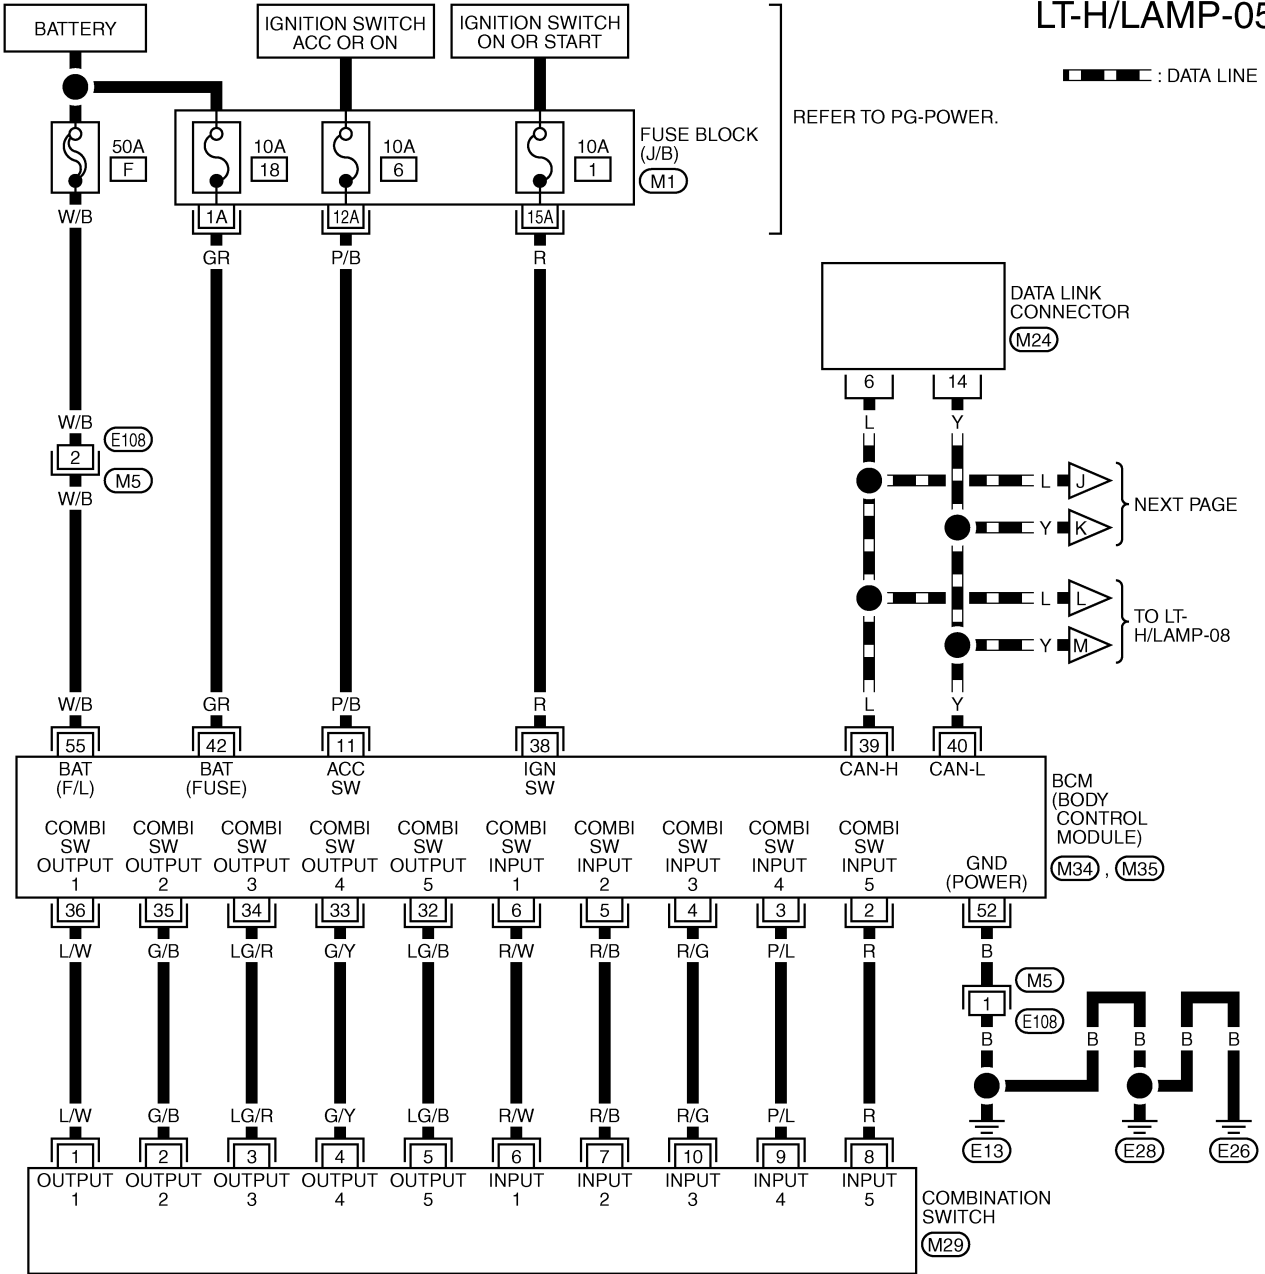 LT-H/LAMP-05
BATTERY
IGNITION SWITCH
ACC OR ON
IGNITION SWITCH
ON OR START
: DATA LINE
REFER TO PG-POWER.
50A
F
10A
18
10A
6
10A
1
FUSE BLOCK
(J/B)
M1
W/B
1A
12A
15A
GR
P/B
R
DATA LINK
CONNECTOR
M24
6
14
L
Y
W/B
E108
2
M5
W/B
L
J
Y
K
NEXT PAGE
L
L
Y
M
TO LT-
H/LAMP-08
W/B
GR
P/B
R
L
Y
55
42
11
38
39
40
BAT
(F/L)
BAT
(FUSE)
ACC
SW
IGN
SW
CAN-H
CAN-L
BCM
(BODY
CONTROL
MODULE)
M34 , M35
COMBI
SW
OUTPUT
1
COMBI
SW
OUTPUT
2
COMBI
SW
OUTPUT
3
COMBI
SW
OUTPUT
4
COMBI
SW
OUTPUT
5
COMBI
SW
INPUT
1
COMBI
SW
INPUT
2
COMBI
SW
INPUT
3
COMBI
SW
INPUT
4
COMBI
SW
INPUT
5
GND
(POWER)
36
35
34
33
32
6
5
4
3
2
52
L/W
G/B
LG/R
G/Y
LG/B
R/W
R/B
R/G
P/L
R
B
M5
1
E108
B
B
B
B
B
L/W
G/B
LG/R
G/Y
LG/B
R/W
R/B
R/G
P/L
R
1
2
3
4
5
6
7
10
9
8
E13
E28
E26
OUTPUT
1
OUTPUT
2
OUTPUT
3
OUTPUT
4
OUTPUT
5
INPUT
1
INPUT
2
INPUT
3
INPUT
4
INPUT
5
COMBINATION
SWITCH
M29